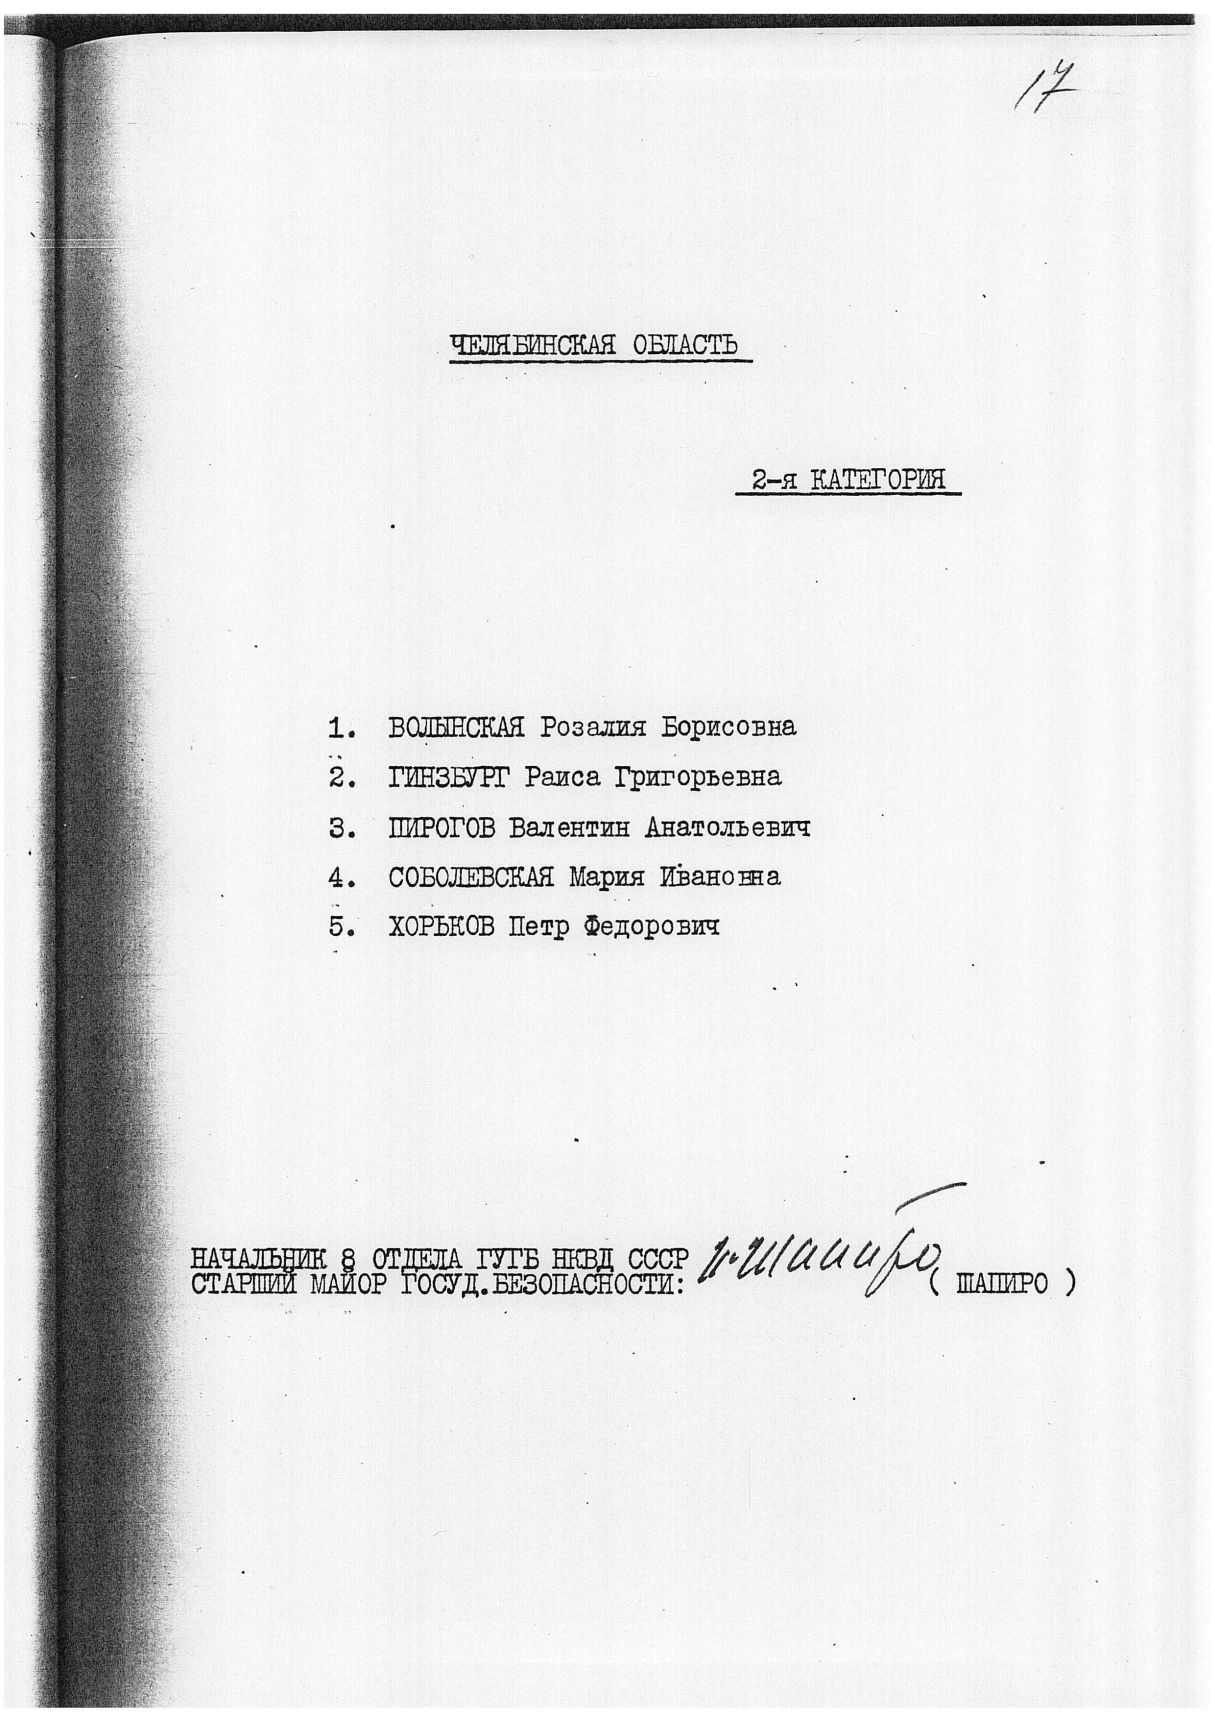 17
ЧЕЛЯБИНСКАЯ ОБЛАСТЬ
2-я КАТЕГОРИЯ
1. ВОЛЫНСКАЯ Розалия Борисовна
2. ГИНЗБУРГ Раиса Григорьевна
3. ПИРОГОВ Валентин Анатольевич
4. СОБОЛЕВСКАЯ Мария Ивановна
5. ХОРЬКОВ Петр Федорович
НАЧАЛЬНИК 8 ОТДЕЛА ГУГБ НКВД СССР
СТАРШИЙ МАЙОР ГОСУД.БЕЗОПАСНОСТИ: И. Шапиро ( ШАПИРО )